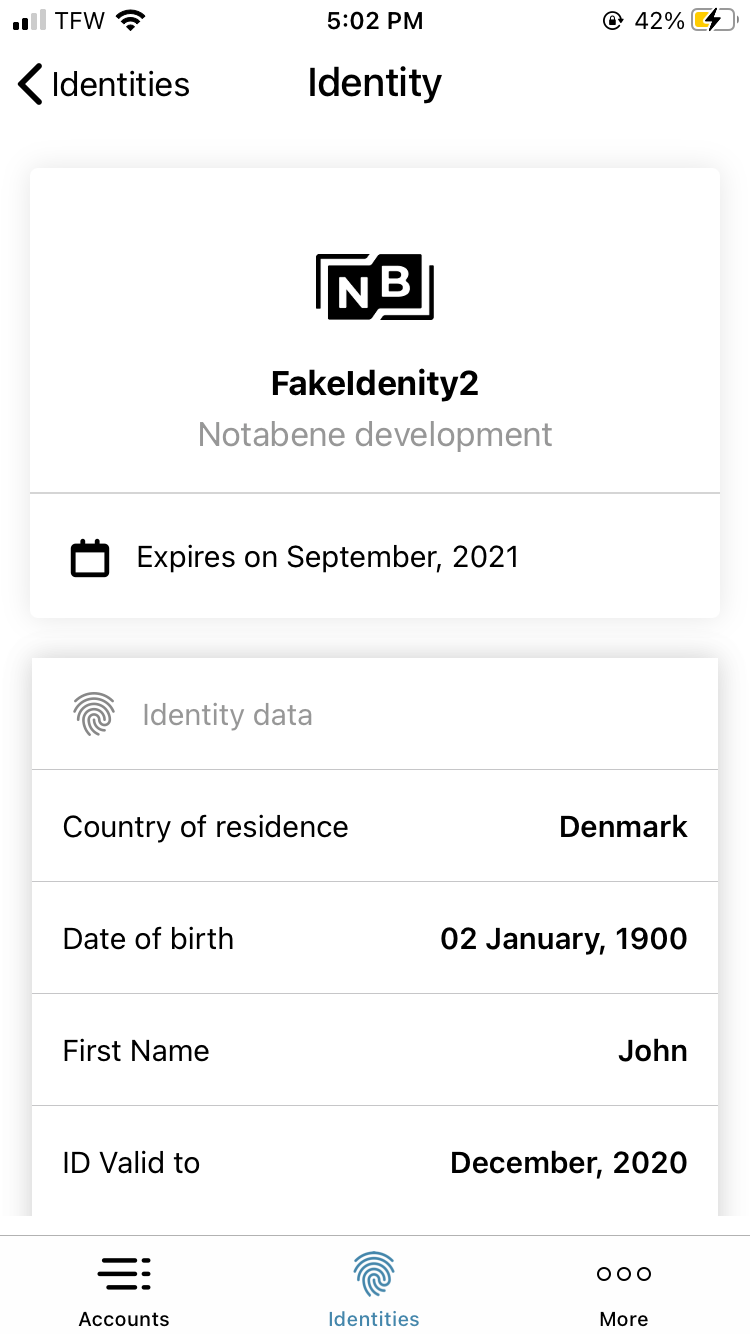 TFW 5:02 PM 42%
Identities Identity
NB
FakeIdenity2
Notabene development
Expires on September, 2021
Identity data
Country of residence Denmark
Date of birth 02 January, 1900
First Name John
ID Valid to December, 2020
Accounts Identities More